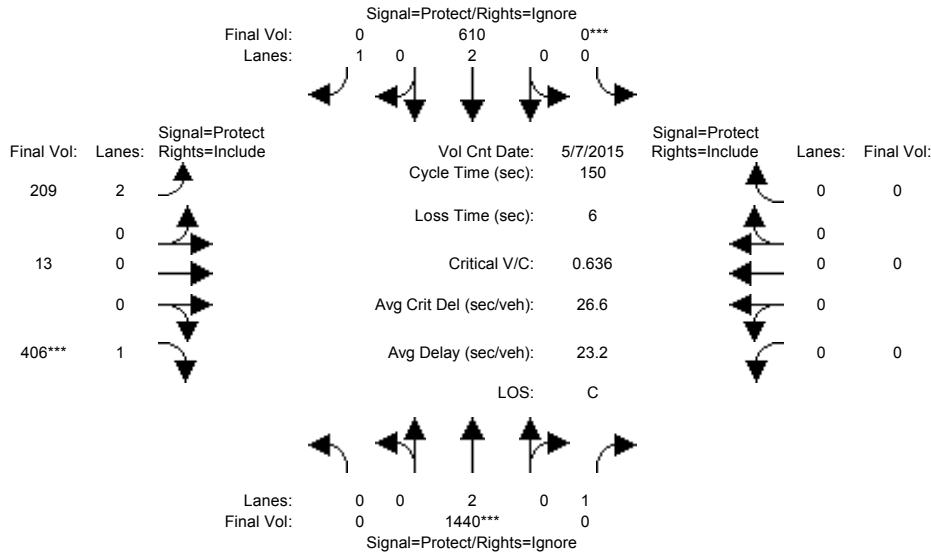 Signal=Protect/Rights=Ignore
Final Vol: 0 610 0***
Lanes: 1 0 2 0 0
Signal=Protect Signal=Protect
Final Vol: Lanes: Rights=Include Vol Cnt Date: 5/7/2015 Rights=Include Lanes: Final Vol:
Cycle Time (sec): 150
209 2 0 0
Loss Time (sec): 6
0 0
13 0 Critical V/C: 0.636 0 0
0 Avg Crit Del (sec/veh): 26.6 0
406*** 1 Avg Delay (sec/veh): 23.2 0 0
LOS: C
Lanes: 0 0 2 0 1
Final Vol: 0 1440*** 0
Signal=Protect/Rights=Ignore